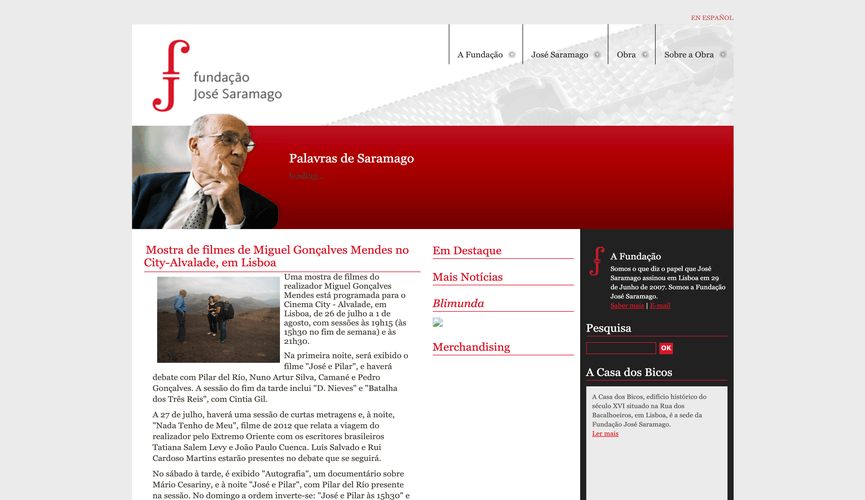 EN ESPAÑOL
fundação
José Saramago
A Fundação
José Saramago
Obra
Sobre a Obra
Palavras de Saramago
Mostra de filmes de Miguel Gonçalves Mendes no
City-Alvalade, em Lisboa
Uma mostra de filmes do
realizador Miguel Gonçalves
Mendes está programada para o
Cinema City - Alvalade, em
Lisboa, de 26 de julho a 1 de
agosto, com sessões às 19h15 (às
15h30 no fim de semana) e às
21h30.
Na primeira noite, será exibido o
filme "José e Pilar", e haverá
debate com Pilar del Río, Nuno Artur Silva, Camané e Pedro
Gonçalves. A sessão do fim da tarde inclui "D. Nieves" e "Batalha
dos Três Reis", com Cintia Gil.
A 27 de julho, haverá uma sessão de curtas metragens e, à noite,
"Nada Tenho de Meu", filme de 2012 que relata a viagem do
realizador pelo Extremo Oriente com os escritores brasileiros
Tatiana Salem Levy e João Paulo Cuenca. Luís Salvado e Rui
Cardoso Martins estarão presentes no debate que se seguirá.
No sábado à tarde, é exibido "Autografia", um documentário sobre
Mário Cesariny, e à noite "José e Pilar", com Pilar del Río presente
na sessão. No domingo a ordem inverte-se: "José e Pilar às 15h30" e
Em Destaque
Mais Notícias
Blimunda
Merchandising
A Fundação
Somos o que diz o papel que José
Saramago assinou em Lisboa em 29
de Junho de 2007. Somos a Fundação
José Saramago.
Saber mais | E-mail
Pesquisa
OK
A Casa dos Bicos
A Casa dos Bicos, edifício histórico do
século XVI situado na Rua dos
Bacalhoeiros, em Lisboa, é a sede da
Fundação José Saramago.
Ler mais